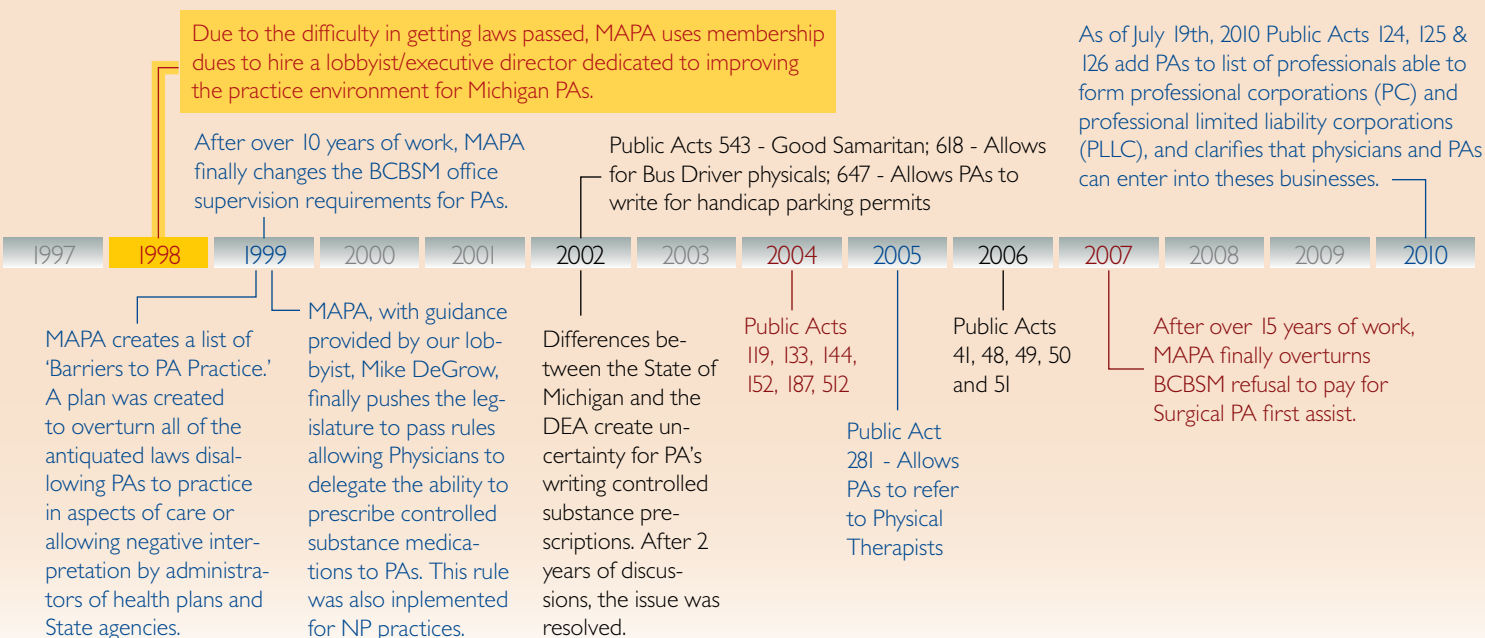 Due to the difficulty in getting laws passed, MAPA uses membership
dues to hire a lobbyist/executive director dedicated to improving
the practice environment for Michigan PAs.
After over 10 years of work, MAPA
finally changes the BCBSM office
supervision requirements for PAs.
Public Acts 543 - Good Samaritan; 618 - Allows
for Bus Driver physicals; 647 - Allows PAs to
write for handicap parking permits
As of July 19th, 2010 Public Acts 124, 125 &
126 add PAs to list of professionals able to
form professional corporations (PC) and
professional limited liability corporations
(PLLC), and clarifies that physicians and PAs
can enter into theses businesses.
1997 1998 1999 2000 2001 2002 2003 2004 2005 2006 2007 2008 2009 2010
MAPA creates a list of
'Barriers to PA Practice.'
A plan was created
to overturn all of the
antiquated laws disal-
lowing PAs to practice
in aspects of care or
allowing negative inter-
pretation by administra-
tors of health plans and
State agencies.
MAPA, with guidance
provided by our lob-
byist, Mike DeGrow,
finally pushes the leg-
islature to pass rules
allowing Physicians to
delegate the ability to
prescribe controlled
substance medica-
tions to PAs. This rule
was also inplemented
for NP practices.
Differences be-
tween the State of
Michigan and the
DEA create un-
certainty for PA's
writing controlled
substance pre-
scriptions. After 2
years of discus-
sions, the issue was
resolved.
Public Acts
119, 133, 144,
152, 187, 512
Public Act
281 - Allows
PAs to refer
to Physical
Therapists
Public Acts
41, 48, 49, 50
and 51
After over 15 years of work,
MAPA finally overturns
BCBSM refusal to pay for
Surgical PA first assist.